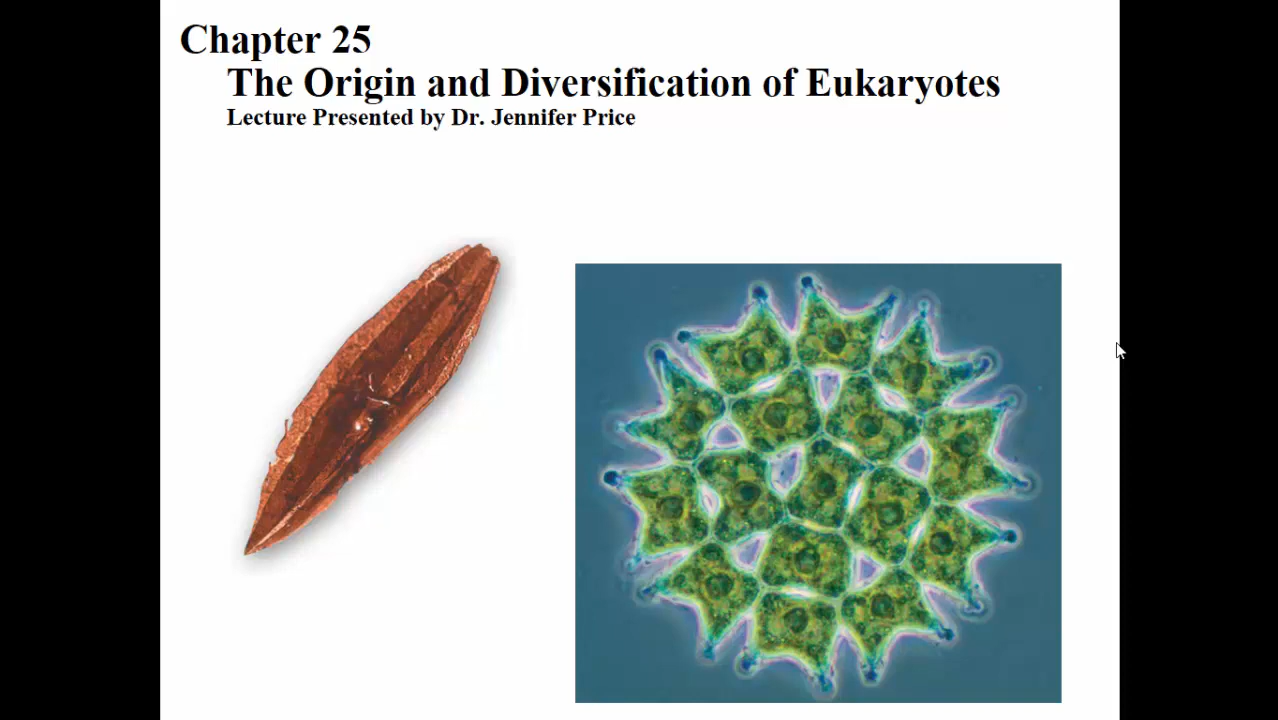 Chapter 25
The Origin and Diversification of Eukaryotes
Lecture Presented by Dr. Jennifer Price